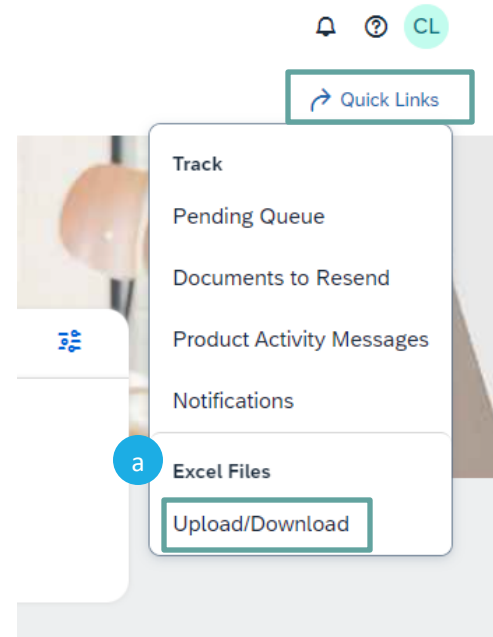 CL
Quick Links
Track
Pending Queue
Documents to Resend
Product Activity Messages
Notifications
a
Excel Files
Upload/Download